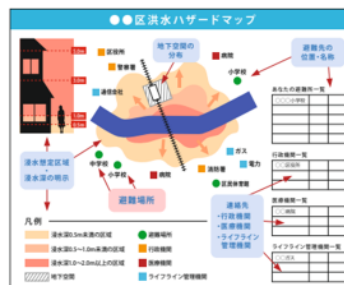 ●●区洪水ハザードマップ
区役所
警察署
通信会社
地下空間の
分布
病院
小学校
避難先の
位置・名称
5.0m
3.0m
1.0m
0.5m
あなたの避難所一覧
〇〇小学校
浸水想定区域
・
浸水深の明示
中学校
小学校
避難場所
病院
ガス
電力
消防署
区民体育館
行政機関一覧
連絡先
・行政機関
・医療機関
・ライフライン
管理機関
医療機関一覧
〇〇病院
ライフライン管理機関一覧
凡例
浸水深0.5m未満の区域
浸水深0.5～1.0m未満の区域
浸水深1.0～2.0m以上の区域
地下空間
避難場所
行政機関
医療機関
ライフライン管理機関